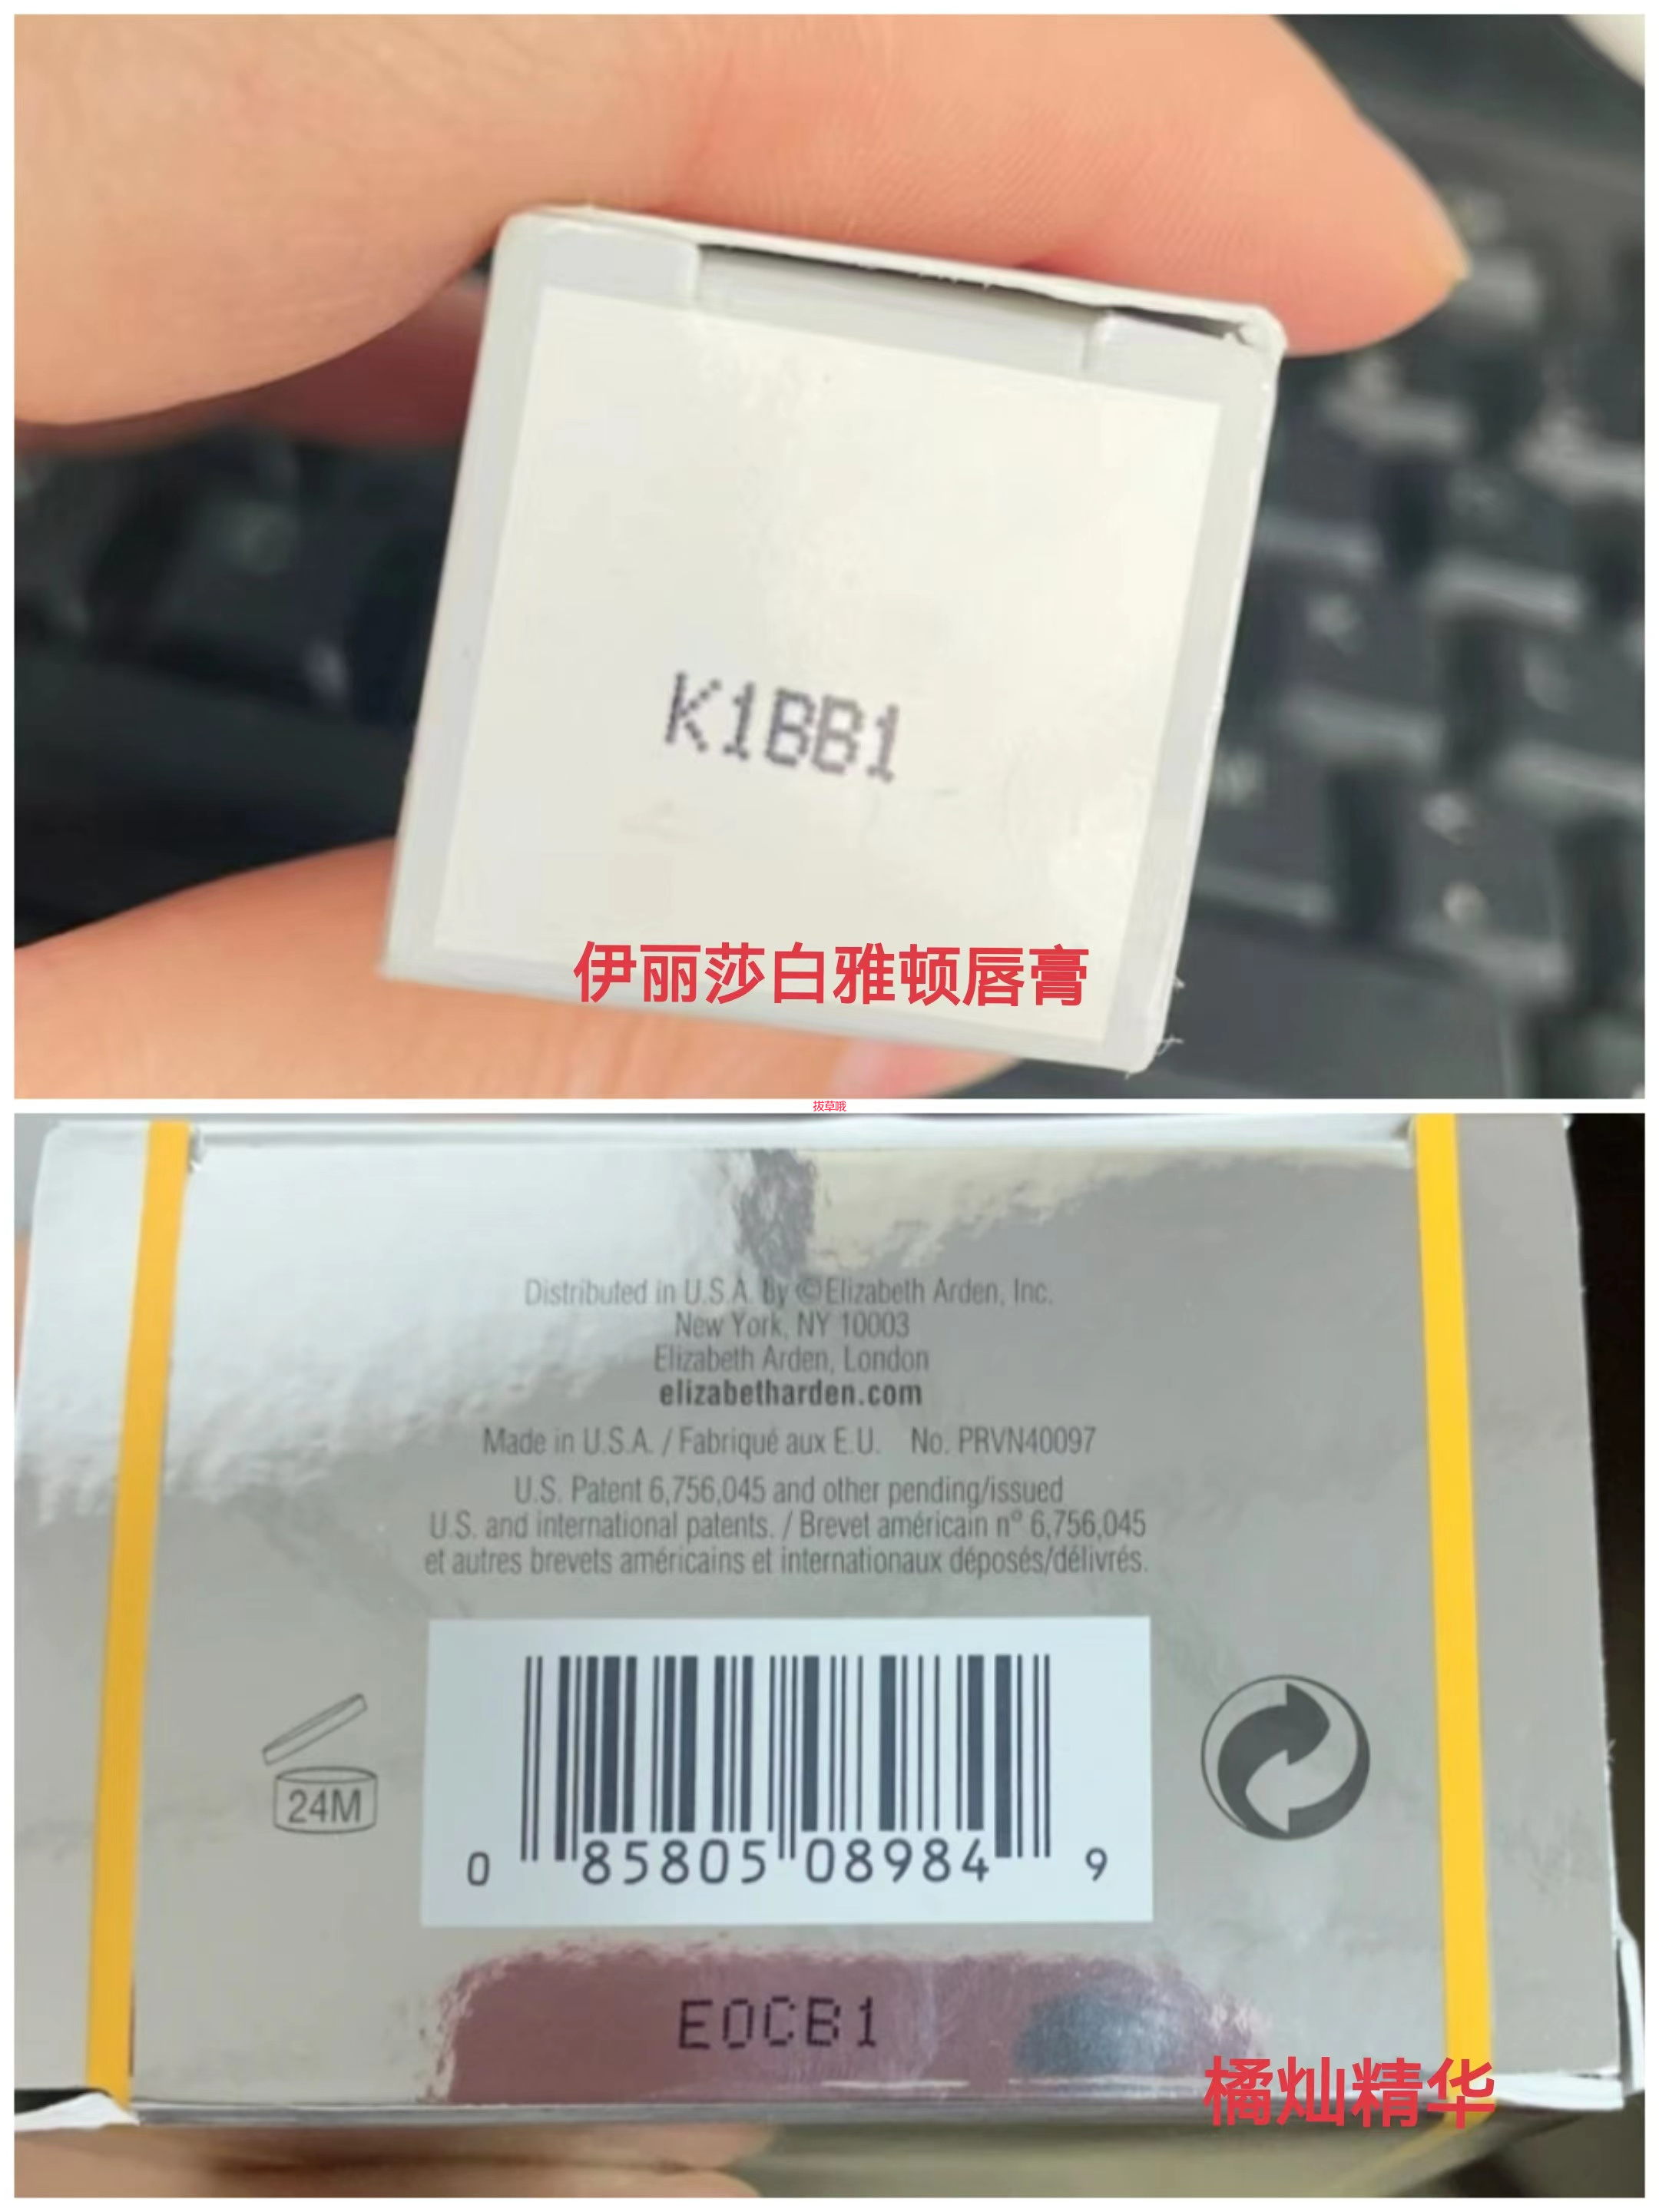 K1BB1
伊丽莎白雅顿唇膏
拔草哦
Distributed in U.S.A. by ©Elizabeth Arden, Inc.
New York, NY 10003
Elizabeth Arden, London
elizabetharden.com
Made in U.S.A. / Fabriqué aux E.U. No. PRVN40097
U.S. Patent 6,756,045 and other pending/issued
U.S. and international patents. / Brevet américain n° 6,756,045
et autres brevets américains et internationaux déposés/délivrés.
24M
0 85805 08984 9
E0CB1
橘灿精华